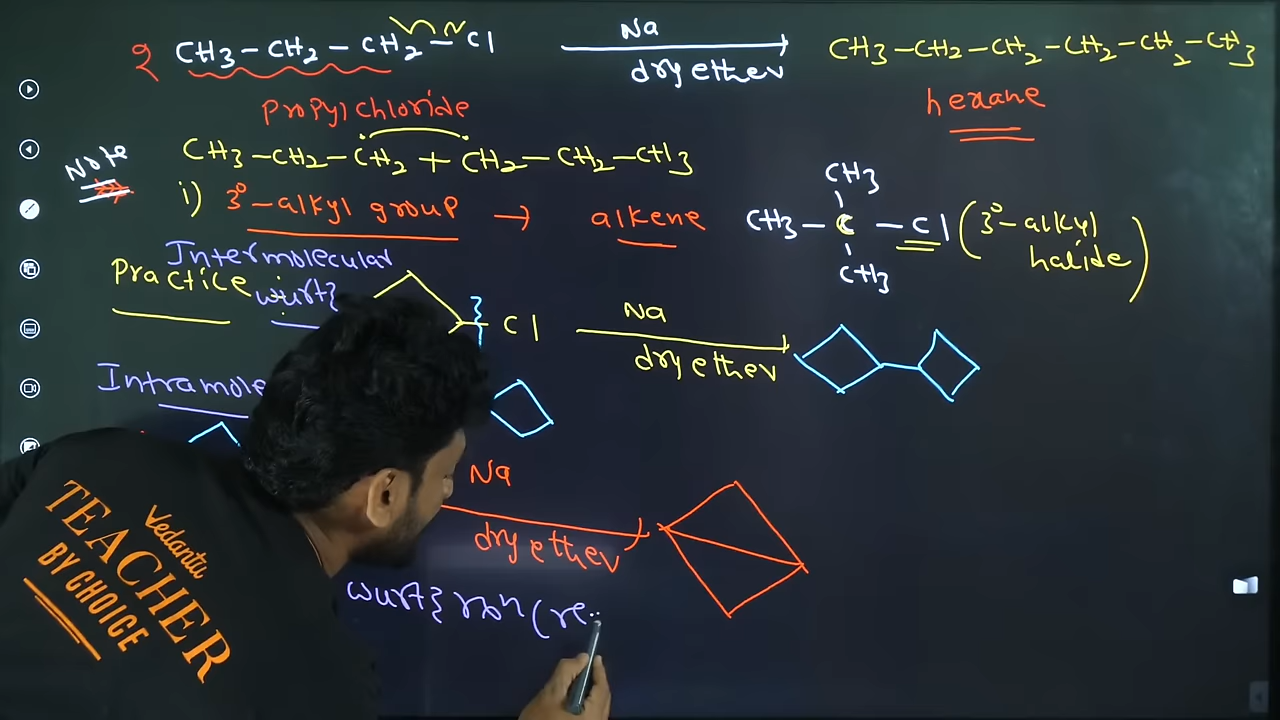 2 CH3-CH2-CH2-Cl Na dry ether CH3-CH2-CH2-CH2-CH2-CH3
Propyl chloride hexane
CH3-CH2-CH2 + CH2-CH2-CH3
Note
i) 3°-alkyl group → alkene
CH3
CH3-C-Cl (3°-alkyl halide)
CH3
Intermolecular
Practice wurtz
Cl Na dry ether
Intramole
Na
dry ether
wurtz rxn (re
Vedantu
TEACHER
BY CHOICE